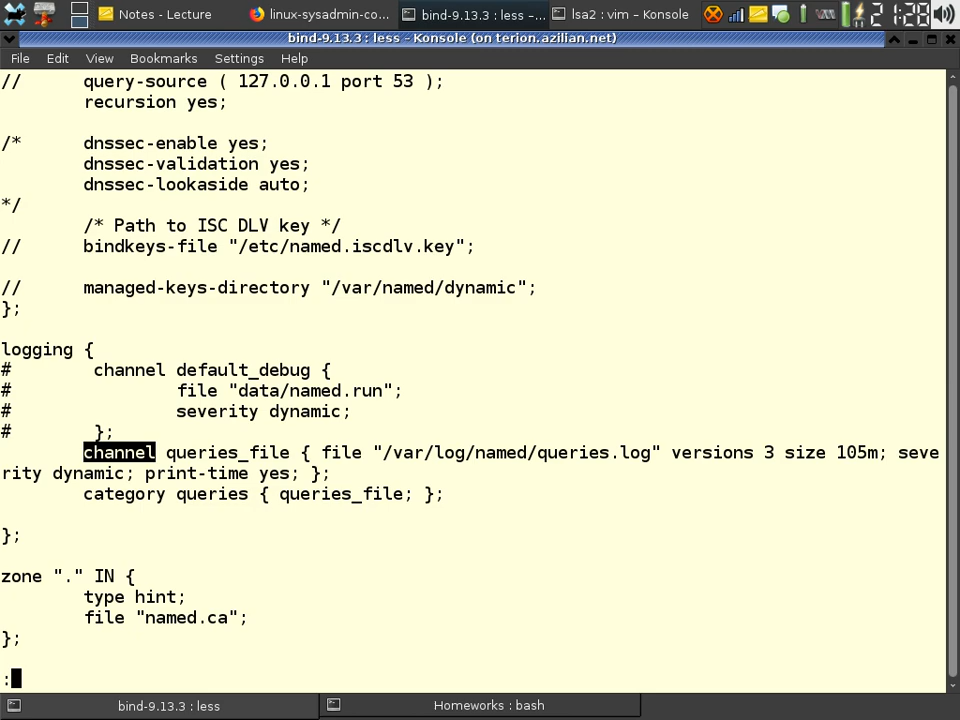 Notes - Lecture
linux-sysadmin-co...
bind-9.13.3 : less –...
lsa2 : vim – Konsole
2
1:28
bind-9.13.3 : less – Konsole (on terion.azilian.net)
File Edit View Bookmarks Settings Help
// query-source ( 127.0.0.1 port 53 );
recursion yes;
/* dnssec-enable yes;
dnssec-validation yes;
dnssec-lookaside auto;
*/
/* Path to ISC DLV key */
// bindkeys-file "/etc/named.iscdlv.key";
// managed-keys-directory "/var/named/dynamic";
};
logging {
# channel default_debug {
# file "data/named.run";
# severity dynamic;
# };
channel queries_file { file "/var/log/named/queries.log" versions 3 size 105m; seve
rity dynamic; print-time yes; };
category queries { queries_file; };
};
zone "." IN {
type hint;
file "named.ca";
};
:
bind-9.13.3 : less
Homeworks : bash